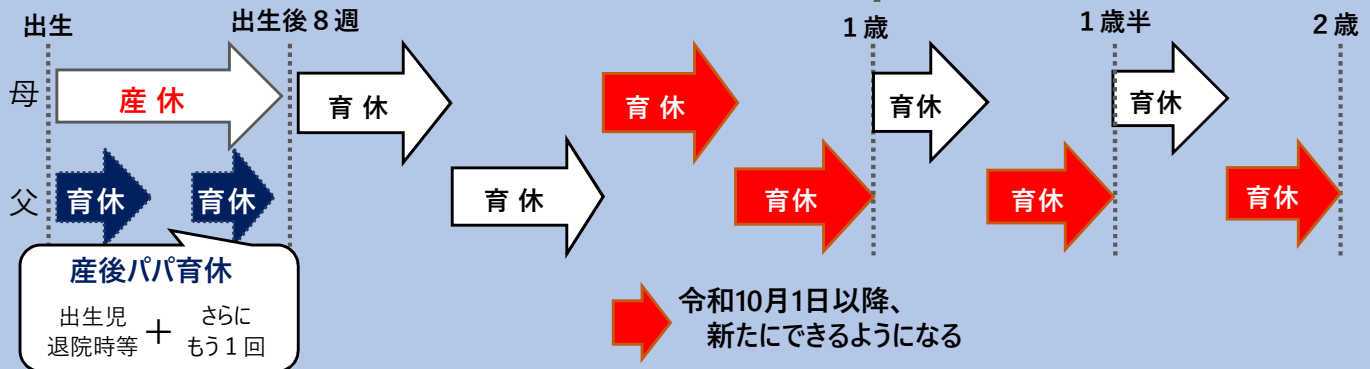 出生
出生後８週
１歳
１歳半
２歳
母
産 休
育 休
育 休
育休
育休
父
育休
育休
育 休
育休
育休
育休
産後パパ育休
出生児
退院時等
＋
さらに
もう１回
令和10月1日以降、
新たにできるようになる